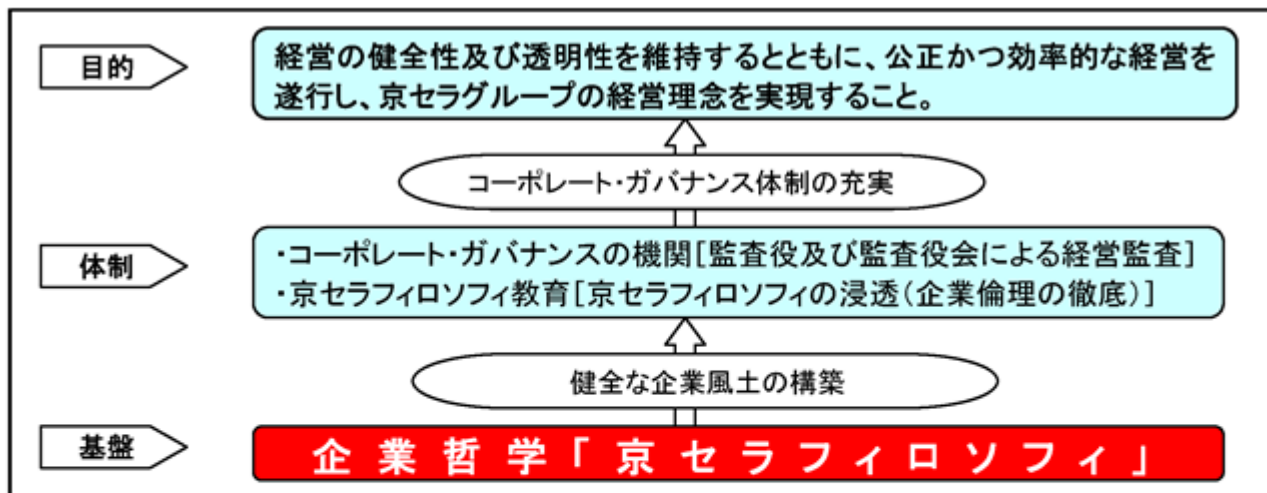 目的
経営の健全性及び透明性を維持するとともに、公正かつ効率的な経営を
遂行し、京セラグループの経営理念を実現すること。
コーポレート・ガバナンス体制の充実
体制
・コーポレート・ガバナンスの機関[監査役及び監査役会による経営監査]
・京セラフィロソフィ教育[京セラフィロソフィの浸透(企業倫理の徹底)]
健全な企業風土の構築
基盤
企業哲学「京セラフィロソフィ」